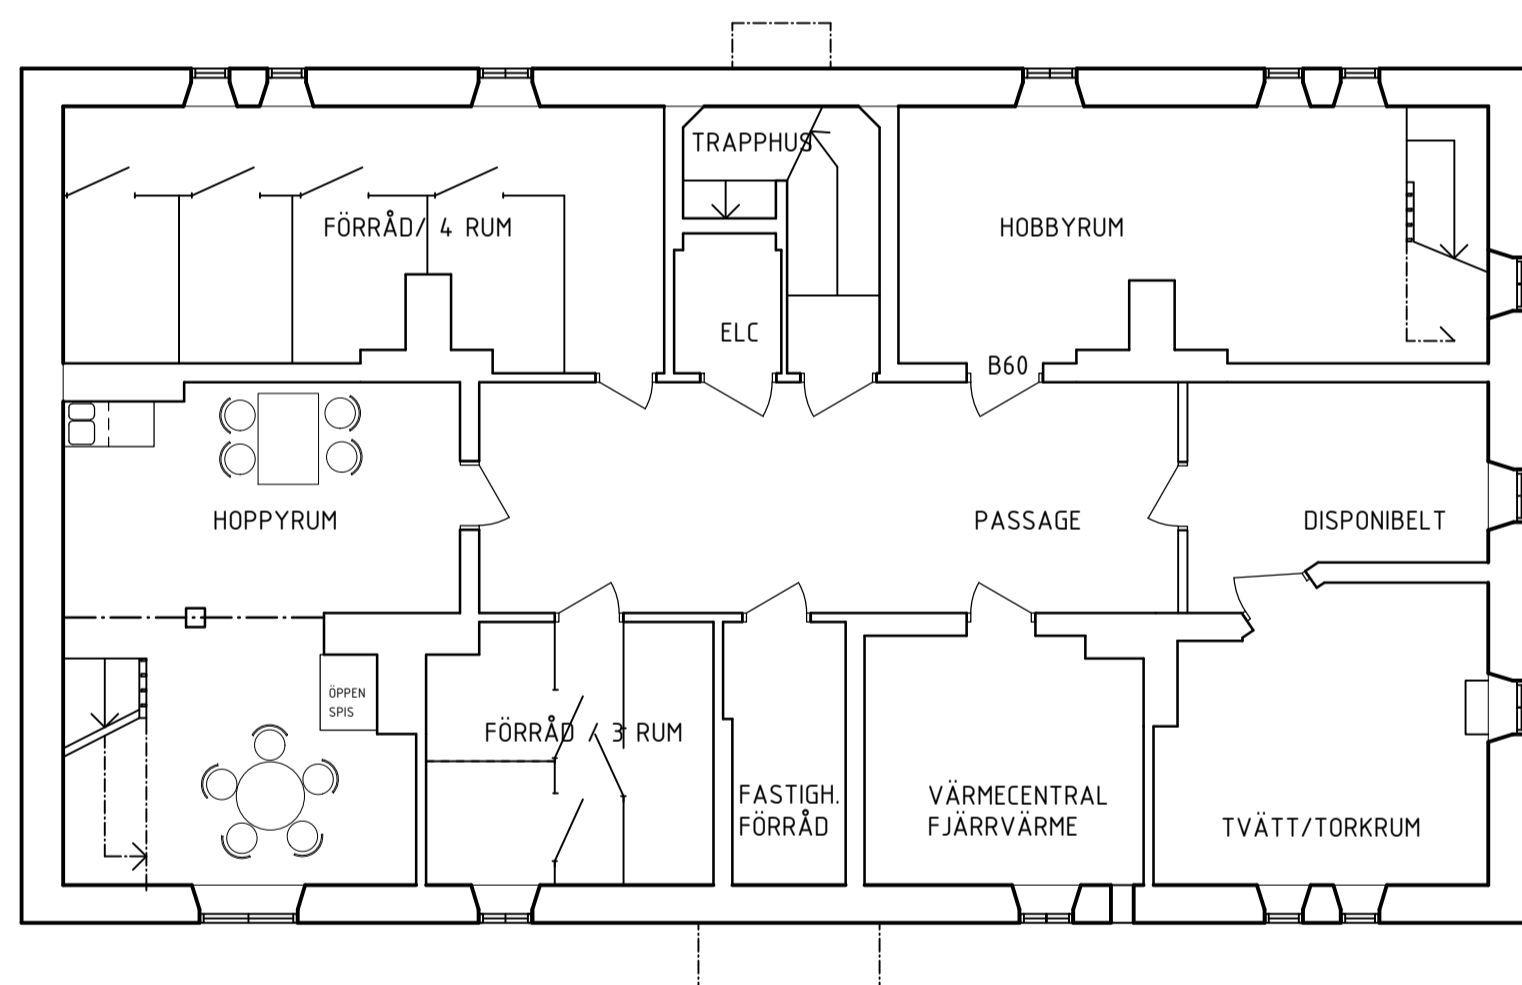 TRAPPHUS
FÖRRÅD/ 4 RUM
HOBBYRUM
ELC
B60
HOPPYRUM
PASSAGE
DISPONIBELT
ÖPPEN
SPIS
FÖRRÅD / 3 RUM
FASTIGH.
FÖRRÅD
VÄRMECENTRAL
FJÄRRVÄRME
TVÄTT/TORKRUM